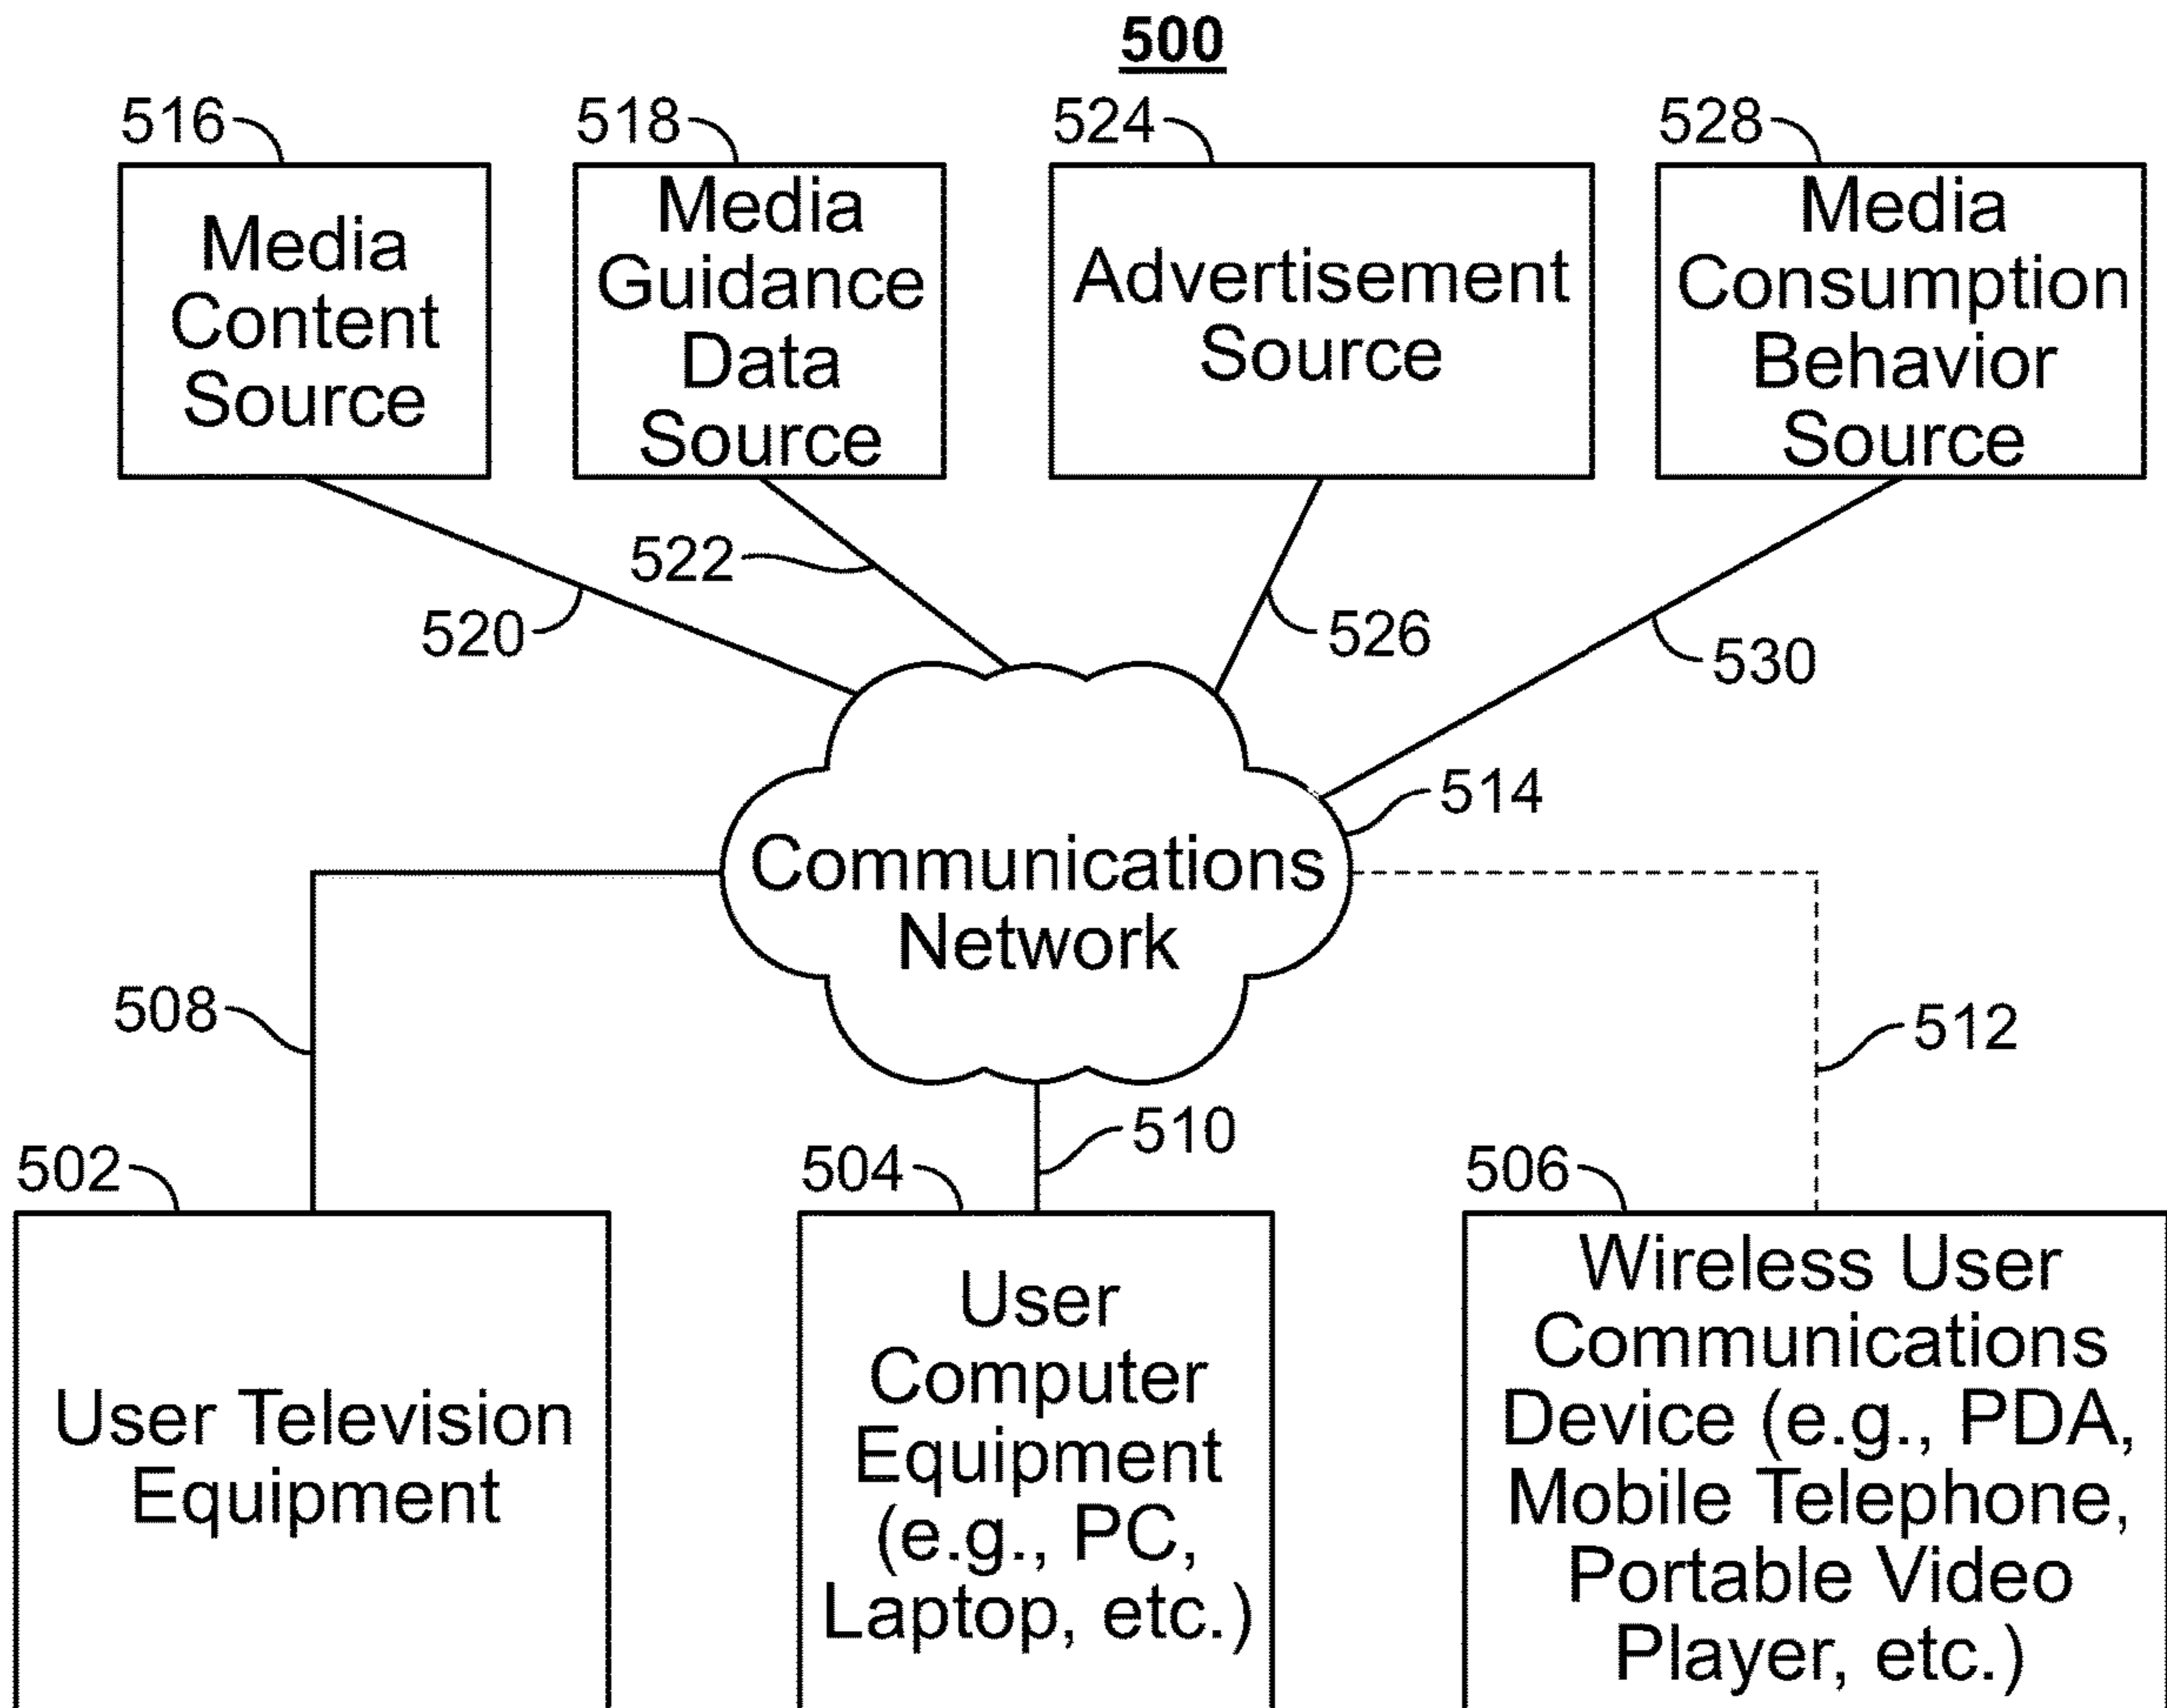 500
516
518
524
528
Media
Content
Source
Media
Guidance
Data
Source
Advertisement
Source
Media
Consumption
Behavior
Source
522
520
526
530
514
Communications
Network
508
512
510
502
504
506
User Television
Equipment
User
Computer
Equipment
(e.g., PC,
Laptop, etc.)
Wireless User
Communications
Device (e.g., PDA,
Mobile Telephone,
Portable Video
Player, etc.)